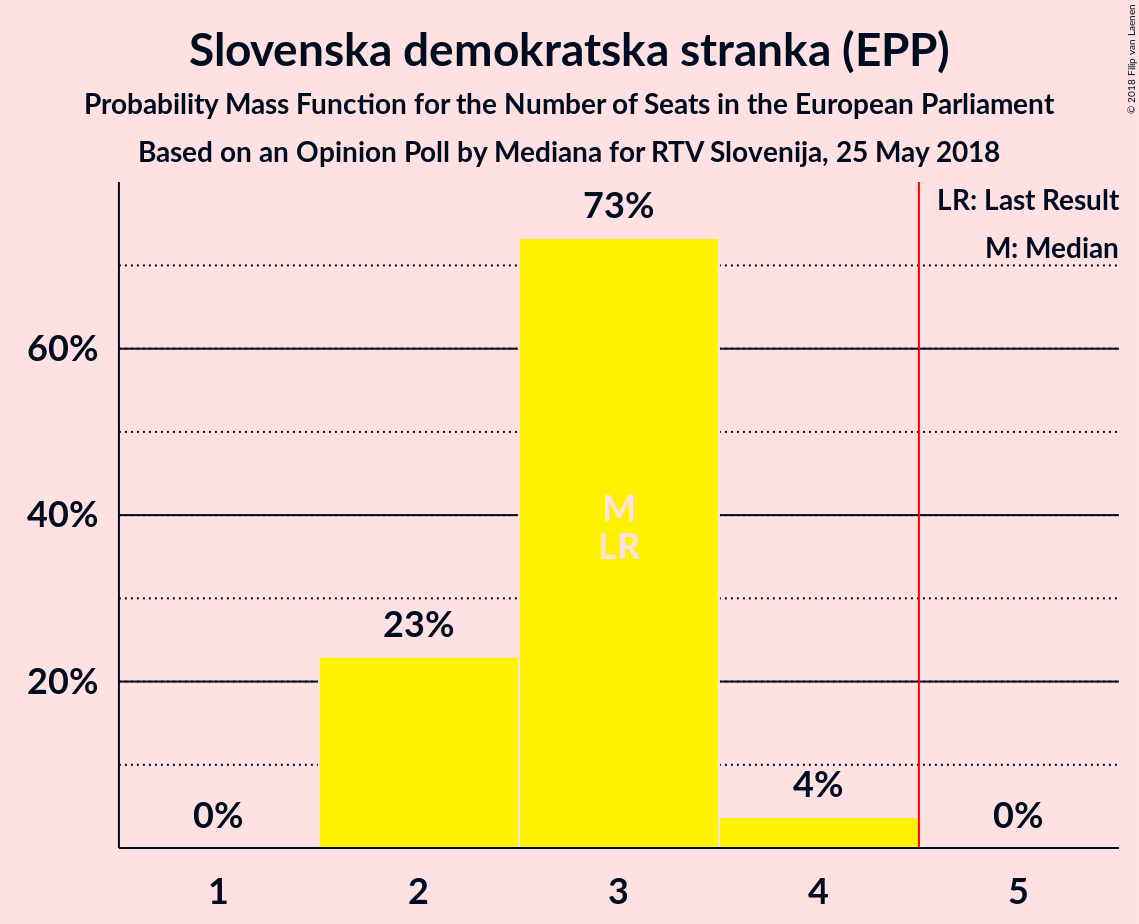 Slovenska demokratska stranka (EPP)
Probability Mass Function for the Number of Seats in the European Parliament
Based on an Opinion Poll by Mediana for RTV Slovenija, 25 May 2018
© 2018 Filip van Laenen
LR: Last Result
M: Median
73%
60%
M
40%
LR
23%
20%
4%
0%
0%
1 2 3 4 5